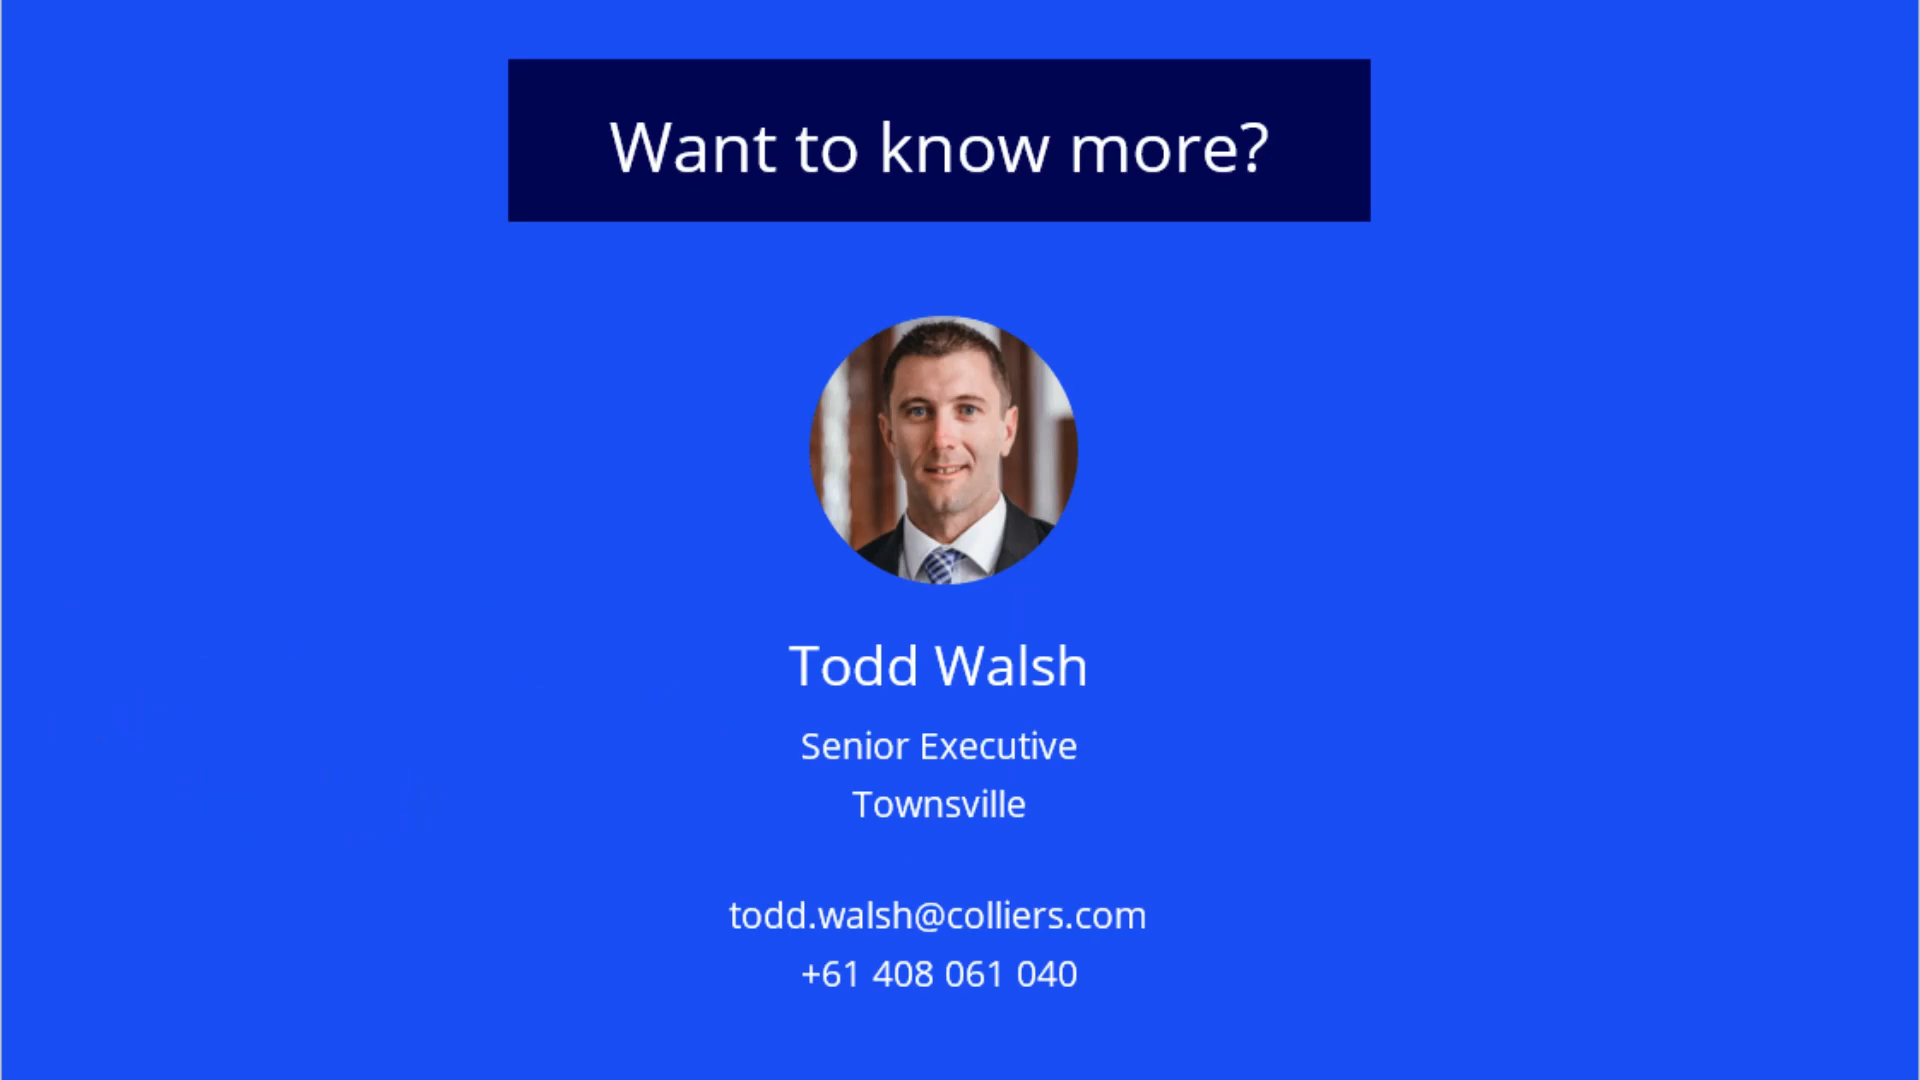 Want to know more?
Todd Walsh
Senior Executive
Townsville
todd.walsh@colliers.com
+61 408 061 040